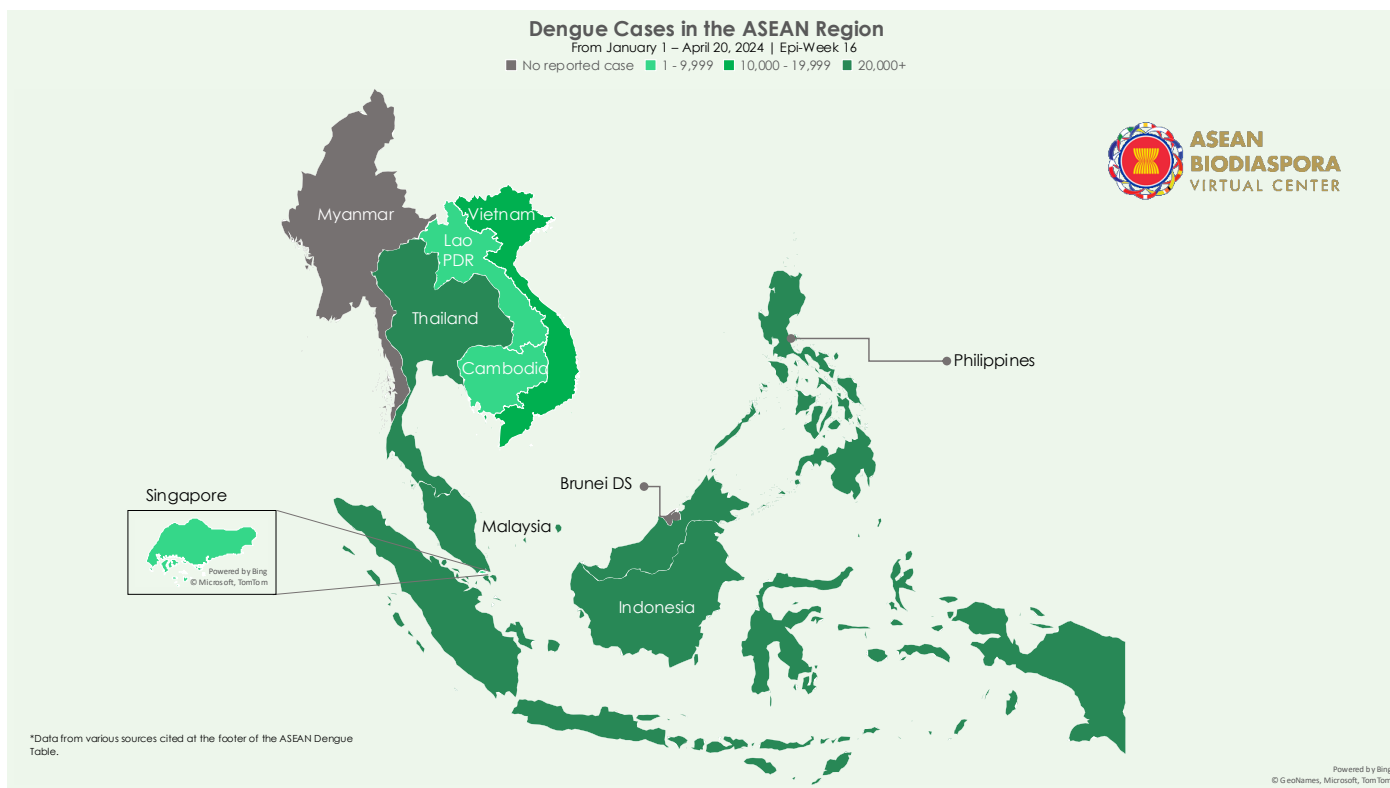 Dengue Cases in the ASEAN Region
From January 1 – April 20, 2024 | Epi-Week 16
No reported case 1 - 9,999 10,000 - 19,999 20,000+
ASEAN
BIODIASPORA
VIRTUAL CENTER
Myanmar
Vietnam
Lao
PDR
Thailand
Cambodia
Philippines
Brunei DS
Singapore
Malaysia
Powered by Bing
© Microsoft, TomTom
Indonesia
*Data from various sources cited at the footer of the ASEAN Dengue
Table.
Powered by Bing
© GeoNames, Microsoft, TomTom